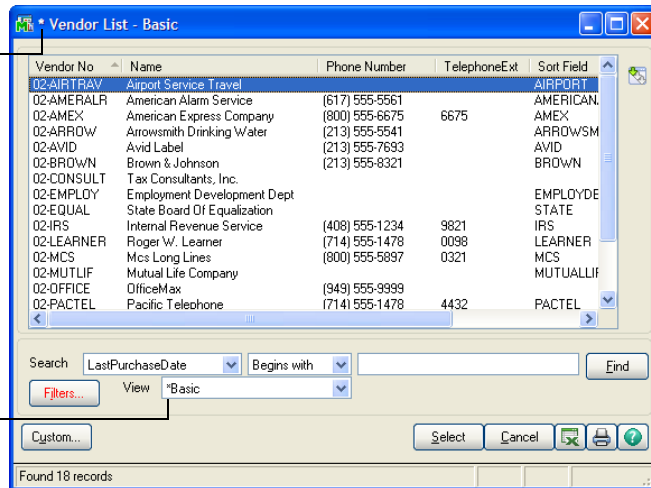 * Vendor List - Basic
Vendor No Name Phone Number TelephoneExt Sort Field
02-AIRTRAV Airport Service Travel AIRPORT
02-AMERALR American Alarm Service (617) 555-5561 AMERICAN.
02-AMEX American Express Company (800) 555-6675 6675 AMEX
02-ARROW Arrowsmith Drinking Water (213) 555-5541 ARROWSM
02-AVID Avid Label (213) 555-7693 AVID
02-BROWN Brown & Johnson (213) 555-8321 BROWN
02-CONSULT Tax Consultants, Inc.
02-EMPLOY Employment Development Dept EMPLOYDE
02-EQUAL State Board Of Equalization STATE
02-IRS Internal Revenue Service (408) 555-1234 9821 IRS
02-LEARNER Roger W. Learner (714) 555-1478 0098 LEARNER
02-MCS Mcs Long Lines (800) 555-5897 0321 MCS
02-MUTLIF Mutual Life Company MUTUALLIF
02-OFFICE OfficeMax (949) 555-9999
02-PACTEL Pacific Telephone (714) 555-1478 4432 PACTEL
Search LastPurchaseDate Begins with Find
Filters... View *Basic
Custom... Select Cancel
Found 18 records